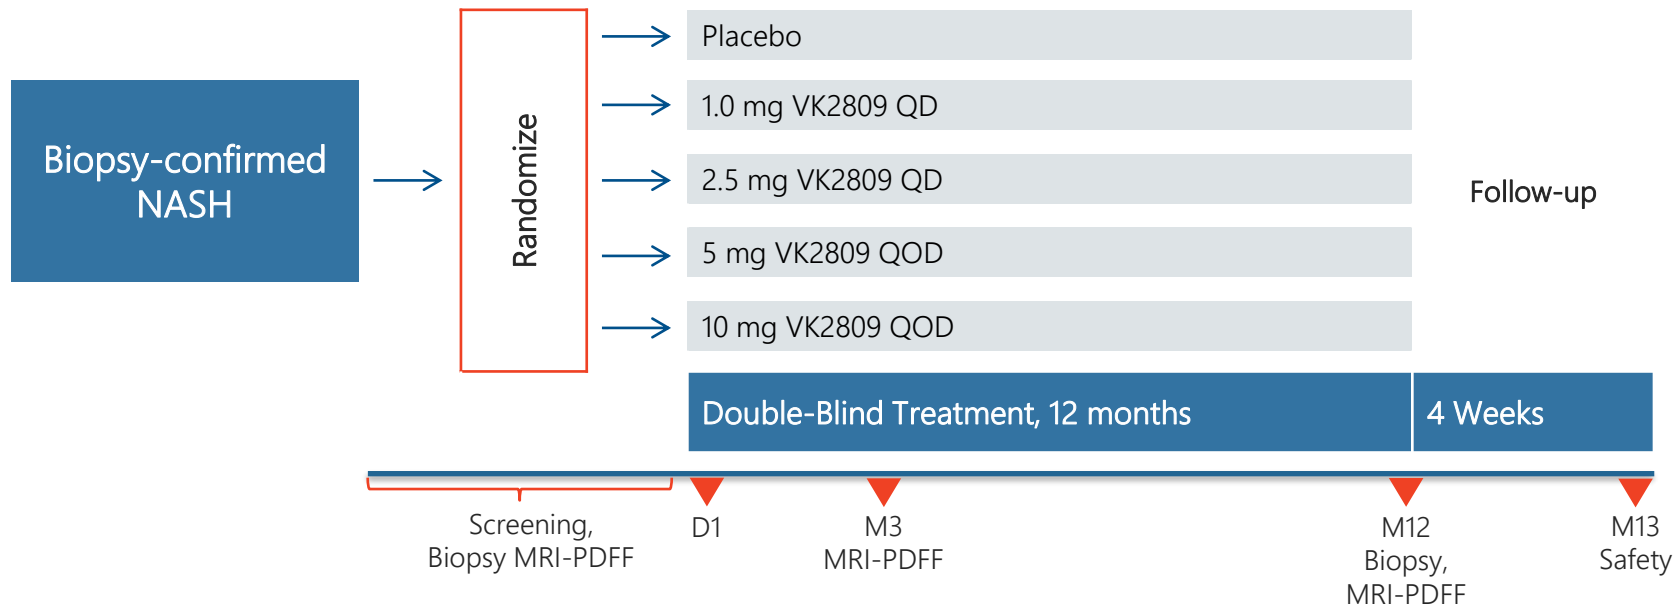 Biopsy-confirmed
NASH
Randomize
Placebo
1.0 mg VK2809 QD
2.5 mg VK2809 QD
5 mg VK2809 QOD
10 mg VK2809 QOD
Follow-up
Double-Blind Treatment, 12 months
4 Weeks
Screening,
Biopsy MRI-PDFF
D1
M3
MRI-PDFF
M12
Biopsy,
MRI-PDFF
M13
Safety